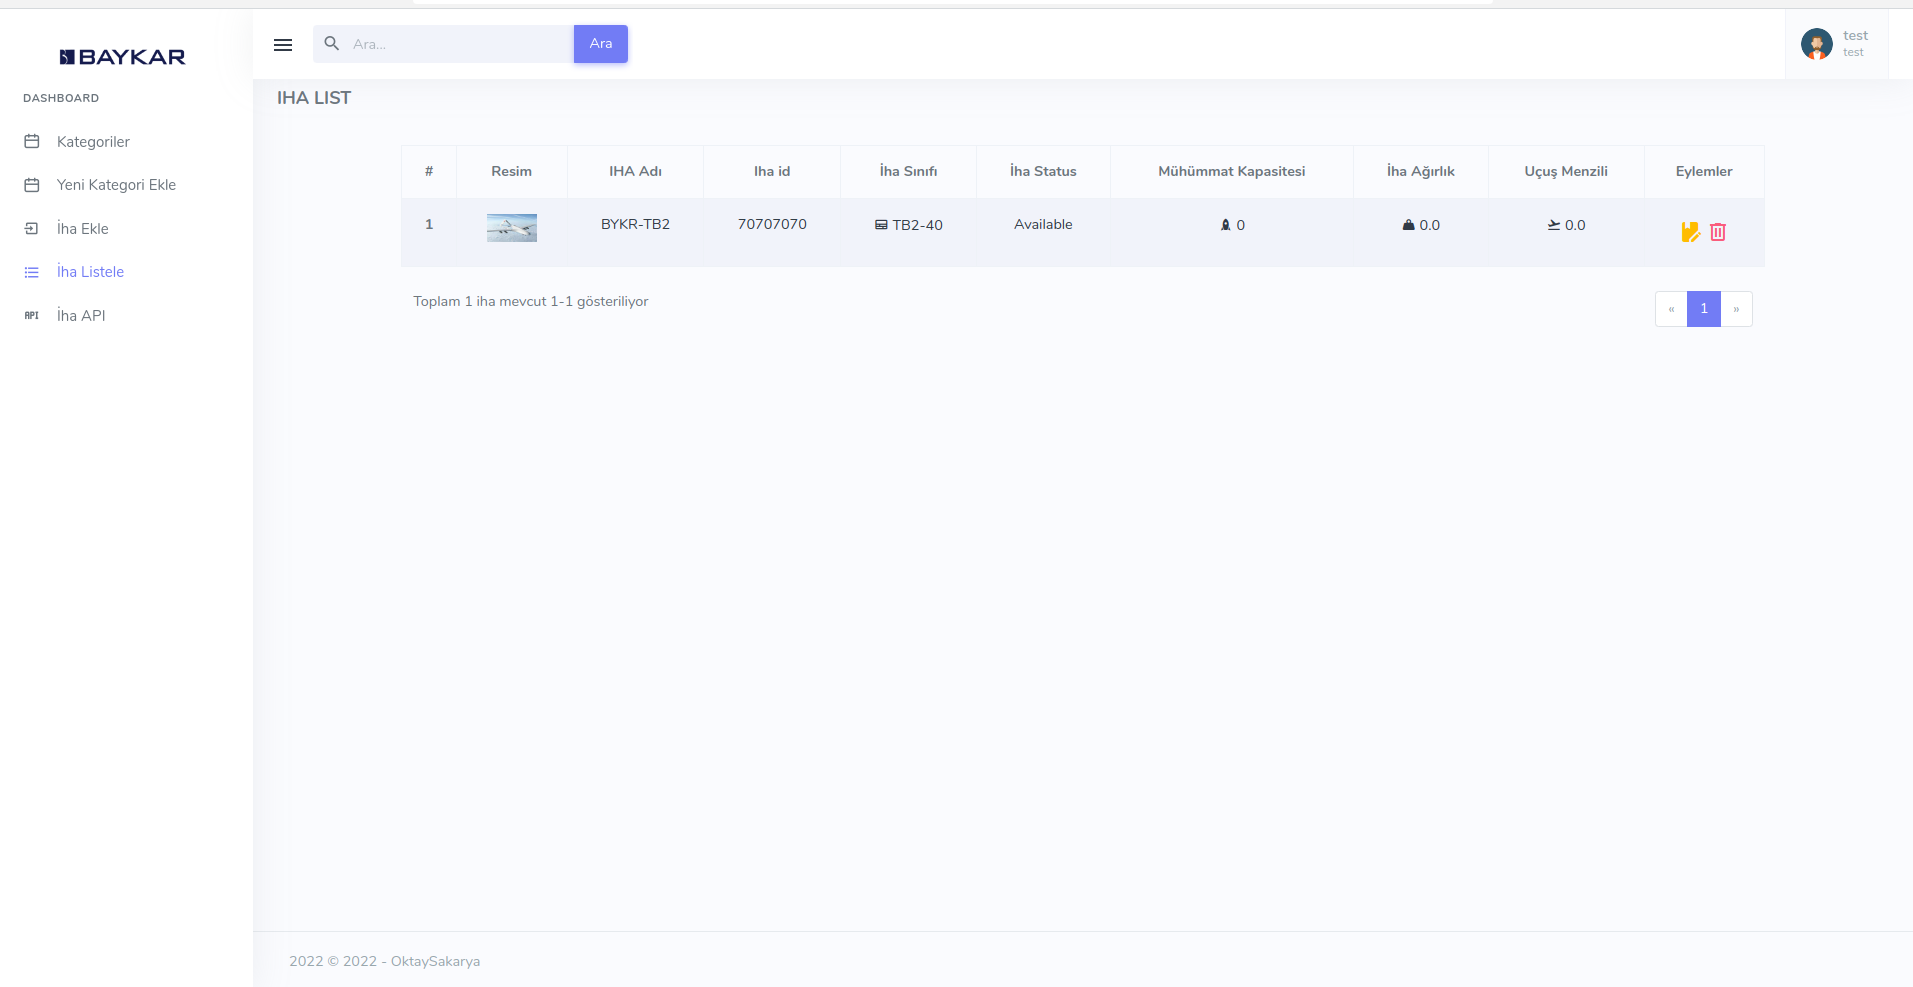 BAYKAR
Ara...
Ara
test
test
DASHBOARD
Kategoriler
Yeni Kategori Ekle
İha Ekle
İha Listele
API İha API
IHA LIST
# Resim IHA Adı Iha id İha Sınıfı İha Status Mühümmat Kapasitesi İha Ağırlık Uçuş Menzili Eylemler
1 BYKR-TB2 70707070 TB2-40 Available 0 0.0 0.0
Toplam 1 iha mevcut 1-1 gösteriliyor
« 1 »
2022 © 2022 - OktaySakarya